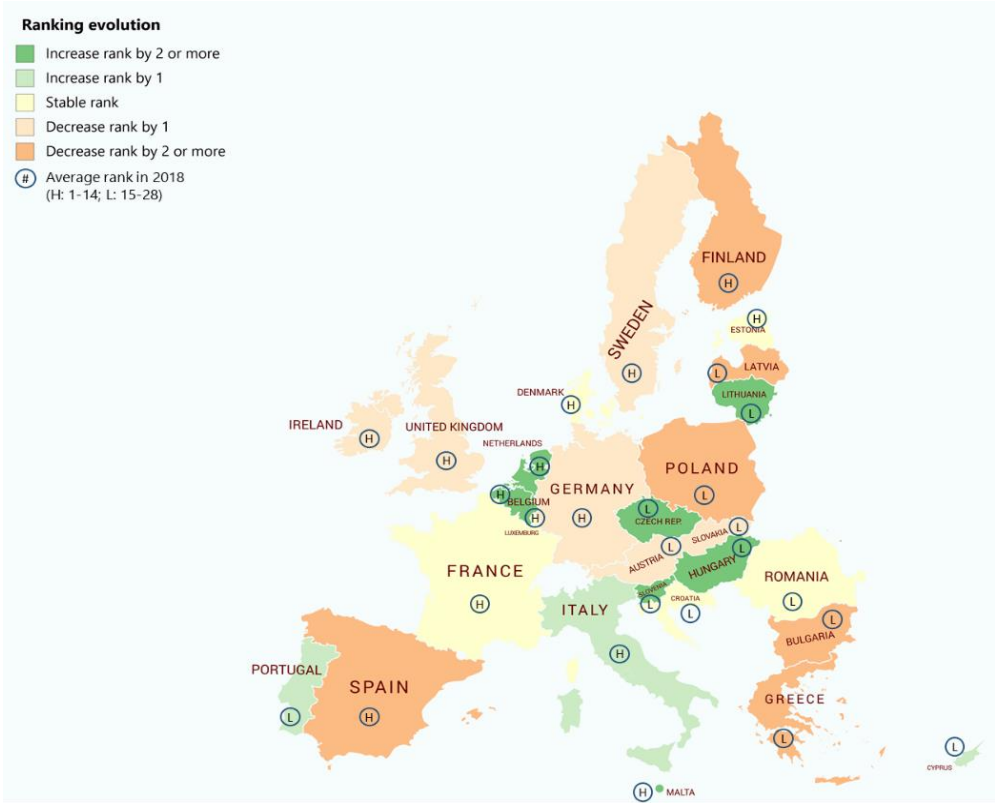 Ranking evolution
Increase rank by 2 or more
Increase rank by 1
Stable rank
Decrease rank by 1
Decrease rank by 2 or more
# Average rank in 2018
(H: 1-14; L: 15-28)
FINLAND
H
SWEDEN
H
H
ESTONIA
LATVIA
L
LITHUANIA
L
DENMARK
H
IRELAND
H
UNITED KINGDOM
H
NETHERLANDS
H
H
BELGIUM
H
LUXEMBURG
GERMANY
H
POLAND
L
L
CZECH REP.
SLOVAKIA
L
AUSTRIA
L
HUNGARY
L
FRANCE
H
SLOVENIA
L
CROATIA
L
ROMANIA
L
BULGARIA
L
ITALY
H
PORTUGAL
L
SPAIN
H
GREECE
L
L
CYPRUS
H
MALTA